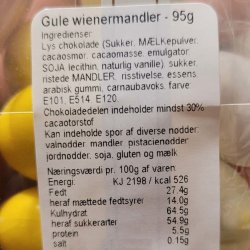 Gule wienermandler - 95g
Ingredienser
Lys chokolade (Sukker, MÆLKepulver,
cacaosmør, cacaomasse, emulgator
SOJA lecithin, naturlig vanille), sukker
ristede MANDLER, risstivelse, essens
arabisk gummi, carnaubavoks, farve
E101, E514, E120.
Chokoladedelen indeholder mindst 30%
cacaotørstof
Kan indeholde spor af diverse nødder:
valnødder mandler pistacienødder
jordnødder, soja, gluten og mælk
Næringsværdi pr. 100g af varen:
Energi: KJ 2198 / kcal 526
Fedt 27.4g
heraf mættede fedtsyrer 14.0g
Kulhydrat 64.5g
heraf sukkerarter 54.9g
protein 5.5g
salt 0.15g